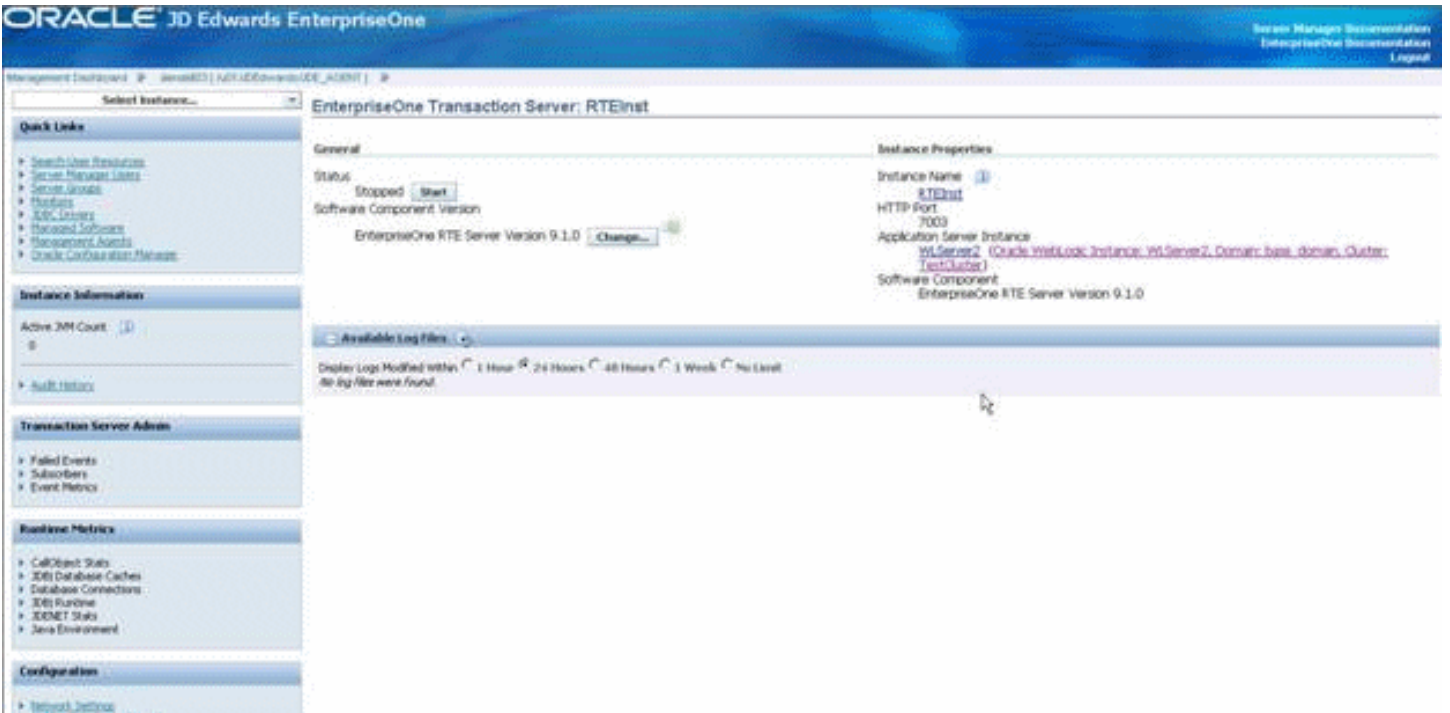 ORACLE JD Edwards EnterpriseOne
Server Manager Documentation
EnterpriseOne Documentation
Logout
Management Dashboard
Select Instance...
Quick Links
Search User Resources
Server Manager Users
Server Groups
Monitors
JDBC Drivers
Managed Software
Management Agents
Oracle Configuration Manager
Instance Information
Active JVM Count
0
Audit History
Transaction Server Admin
Failed Events
Subscribers
Event Metrics
Runtime Metrics
CallObject Stats
JDBj Database Caches
Database Connections
JDBj Runtime
JDENET Stats
Java Environment
Configuration
Network Settings
EnterpriseOne Transaction Server: RTEInst
General
Status
Stopped Start
Software Component Version
EnterpriseOne RTE Server Version 9.1.0 Change...
Instance Properties
Instance Name
RTEInst
HTTP Port
7003
Application Server Instance
WLServer2 (Oracle WebLogic Instance: WLServer2, Domain: base_domain, Cluster:
TestCluster)
Software Component
EnterpriseOne RTE Server Version 9.1.0
Available Log Files
Display Logs Modified Within 1 Hour 24 Hours 48 Hours 1 Week No Limit
No log files were found.